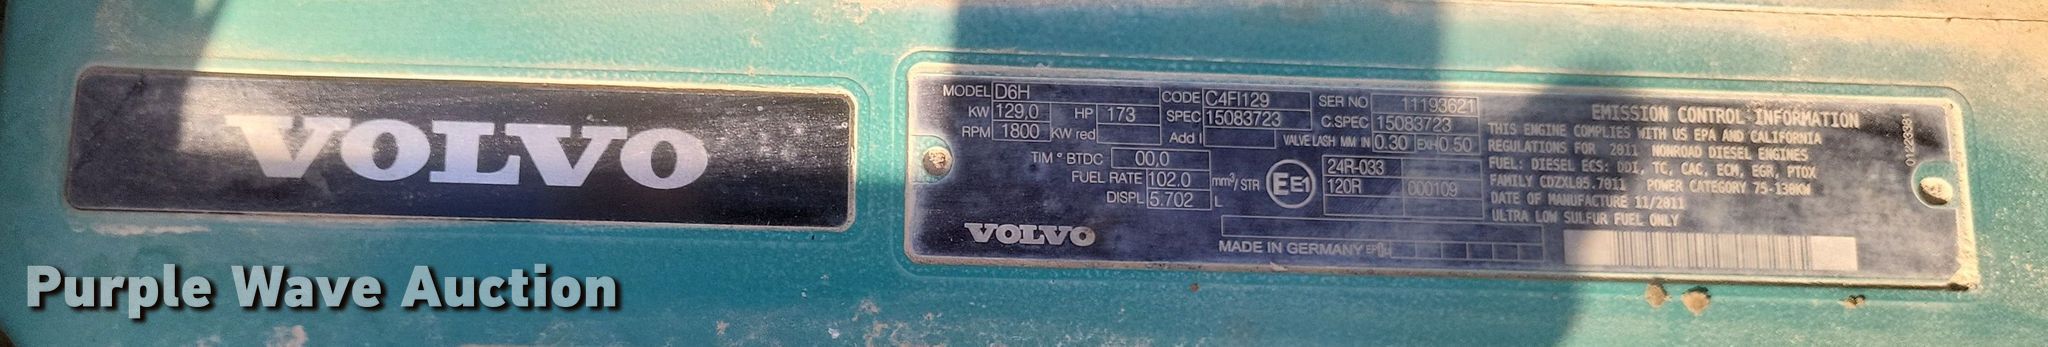 VOLVO
MODEL D6H
KW 129,0 HP 173
RPM 1800 KW red
CODE C4FI129
SPEC 15083723
Add I
SER NO 11193621
C.SPEC 15083723
VALVE LASH MM IN 0.30 EXH 0.50
TIM ° BTDC 00,0
FUEL RATE 102.0 mm³/STR
DISPL 5.702 L
E E1
24R-033
120R 000109
VOLVO
MADE IN GERMANY
EMISSION CONTROL INFORMATION
THIS ENGINE COMPLIES WITH US EPA AND CALIFORNIA
REGULATIONS FOR 2011 NONROAD DIESEL ENGINES
FUEL: DIESEL ECS: DDI, TC, CAC, ECM, EGR, PTOX
FAMILY CDZXL05.7011 POWER CATEGORY 75-130KW
DATE OF MANUFACTURE 11/2011
ULTRA LOW SULFUR FUEL ONLY
01223381
Purple Wave Auction